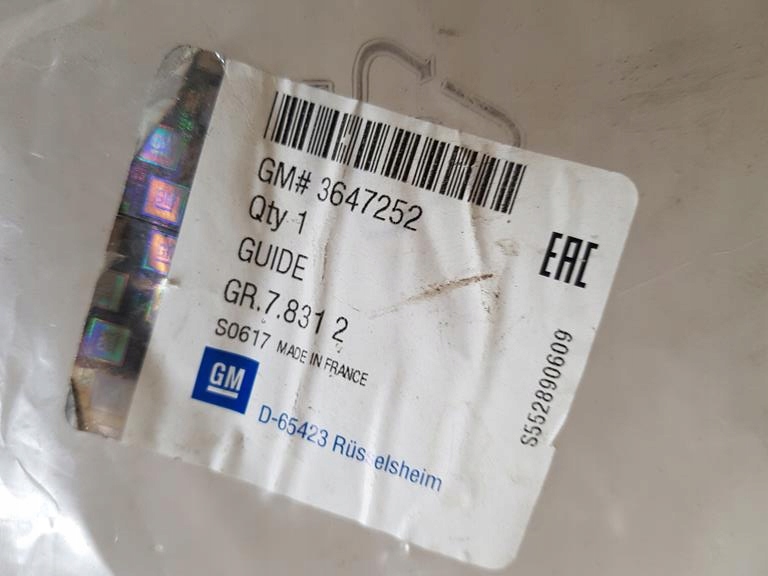 GM# 3647252
Qty 1
GUIDE
GR.7.831 2
S0617 MADE IN FRANCE
GM
D-65423 Rüsselsheim
EAC
S552890609